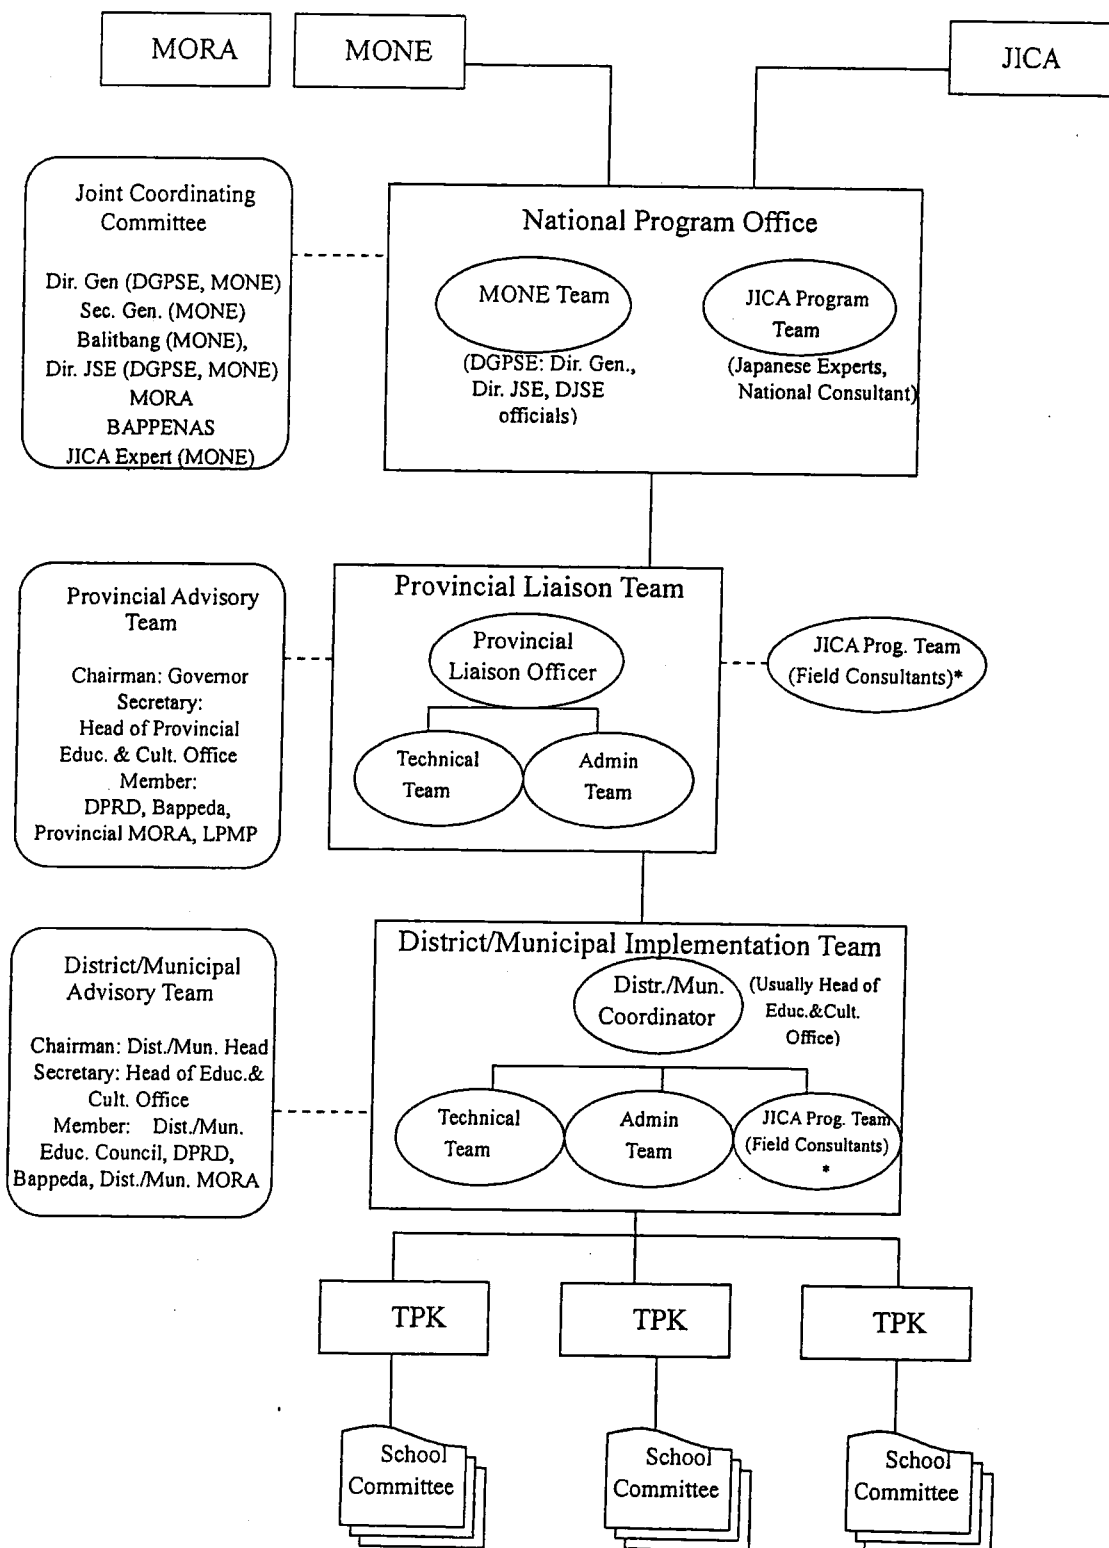 MORA
MONE
JICA
Joint Coordinating
Committee
Dir. Gen (DGPSE, MONE)
Sec. Gen. (MONE)
Balitbang (MONE),
Dir. JSE (DGPSE, MONE)
MORA
BAPPENAS
JICA Expert (MONE)
National Program Office
MONE Team
(DGPSE: Dir. Gen.,
Dir. JSE, DJSE
officials)
JICA Program
Team
(Japanese Experts,
National Consultant)
Provincial Advisory
Team
Chairman: Governor
Secretary:
Head of Provincial
Educ. & Cult. Office
Member:
DPRD, Bappeda,
Provincial MORA, LPMP
Provincial Liaison Team
Provincial
Liaison Officer
Technical
Team
Admin
Team
JICA Prog. Team
(Field Consultants)*
District/Municipal
Advisory Team
Chairman: Dist./Mun. Head
Secretary: Head of Educ.&
Cult. Office
Member: Dist./Mun.
Educ. Council, DPRD,
Bappeda, Dist./Mun. MORA
District/Municipal Implementation Team
Distr./Mun.
Coordinator
(Usually Head of
Educ.&Cult.
Office)
Technical
Team
Admin
Team
JICA Prog. Team
(Field Consultants)
*
TPK
TPK
TPK
School
Committee
School
Committee
School
Committee